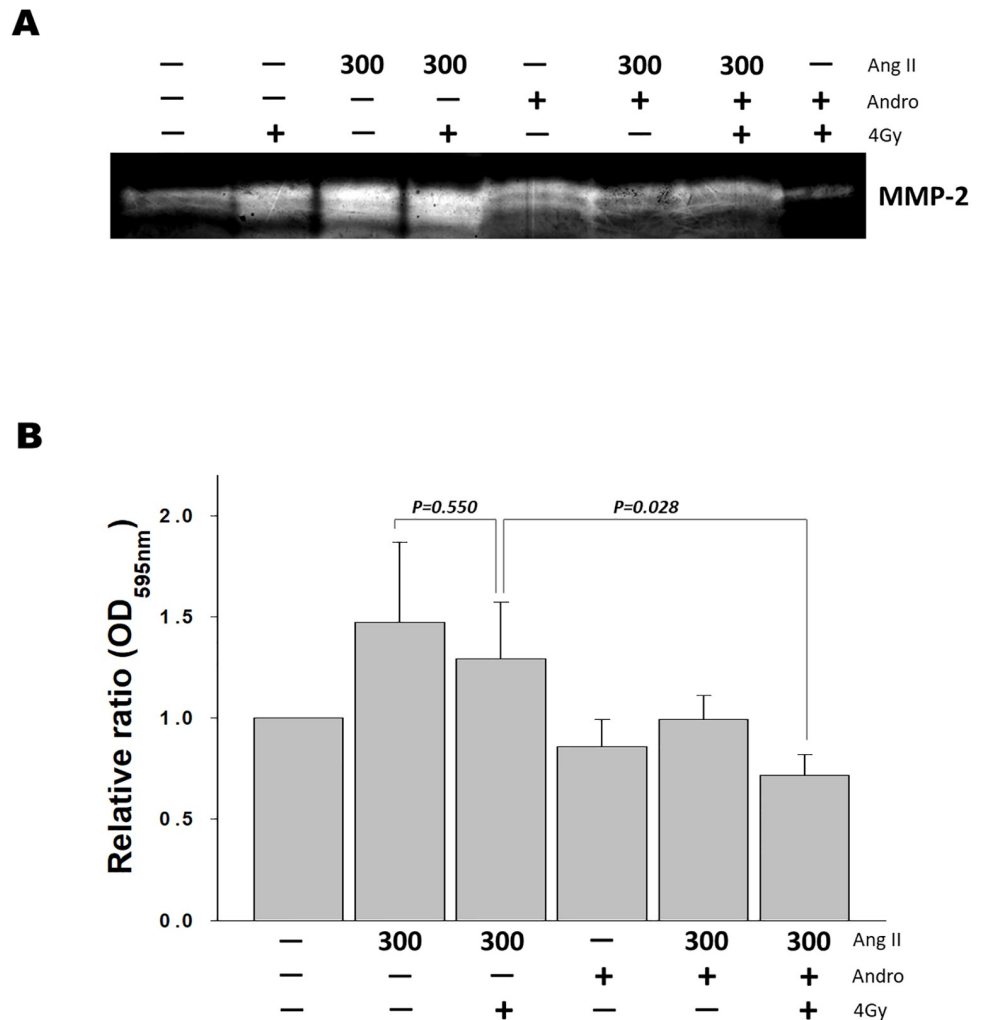 A
— — 300 300 — 300 300 — Ang II
— — — — + + + + Andro
— + — + — — + + 4Gy
MMP-2
B
Relative ratio (OD595nm)
P=0.550 P=0.028
2.0
1.5
1.0
0.5
0.0
— 300 300 — 300 300 Ang II
— — — + + + Andro
— — + — — + 4Gy